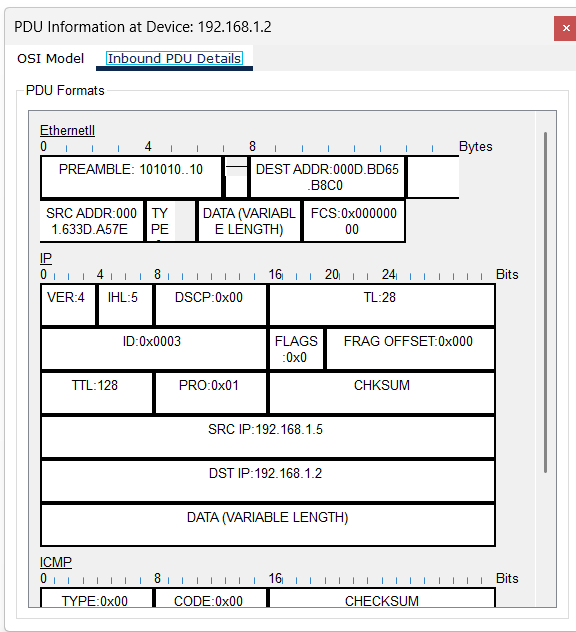 PDU Information at Device: 192.168.1.2
OSI Model Inbound PDU Details
PDU Formats
EthernetII
0 4 8 Bytes
PREAMBLE: 101010..10 DEST ADDR:000D.BD65
.B8C0
SRC ADDR:000 TY DATA (VARIABL FCS:0x000000
1.633D.A57E PE E LENGTH) 00
IP
0 4 8 16 20 24 Bits
VER:4 IHL:5 DSCP:0x00 TL:28
ID:0x0003 FLAGS FRAG OFFSET:0x000
:0x0
TTL:128 PRO:0x01 CHKSUM
SRC IP:192.168.1.5
DST IP:192.168.1.2
DATA (VARIABLE LENGTH)
ICMP
0 8 16 Bits
TYPE:0x00 CODE:0x00 CHECKSUM